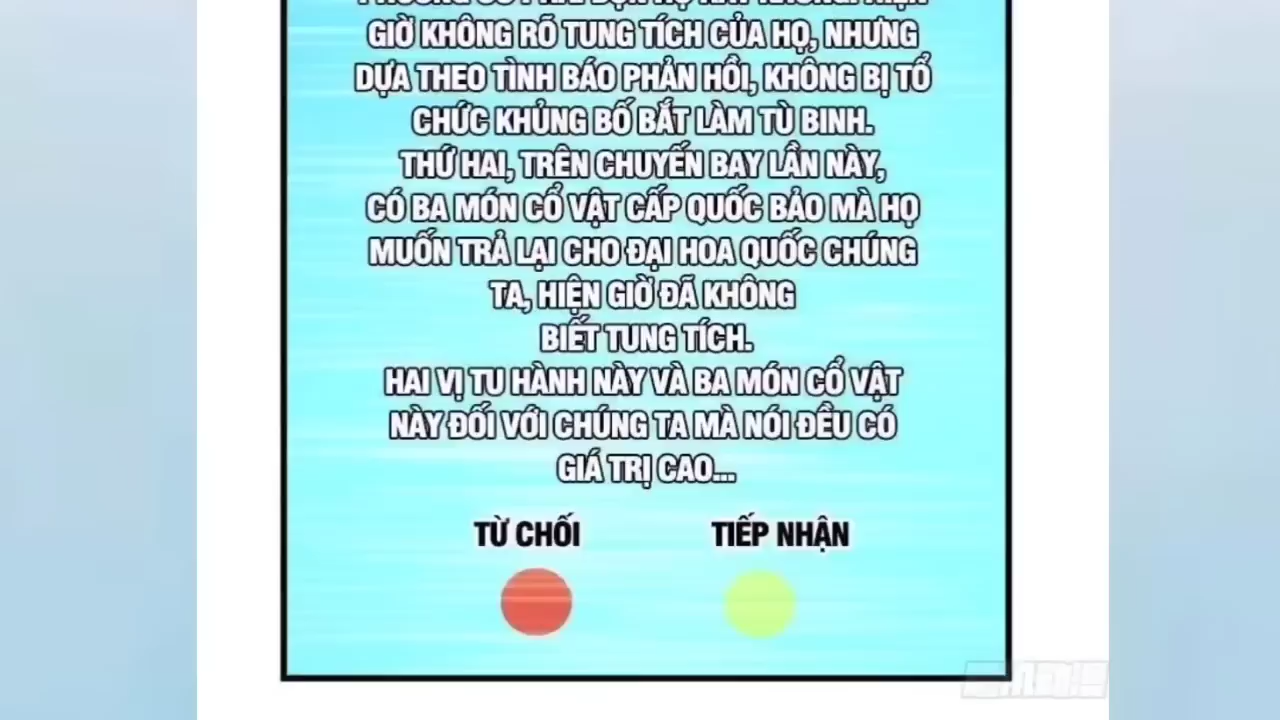 GIỜ KHÔNG RÕ TUNG TÍCH CỦA HỌ, NHƯNG
DỰA THEO TÌNH BÁO PHẢN HỒI, KHÔNG BỊ TỔ
CHỨC KHỦNG BỐ BẮT LÀM TÙ BINH.
THỨ HAI, TRÊN CHUYẾN BAY LẦN NÀY,
CÓ BA MÓN CỔ VẬT CẤP QUỐC BẢO MÀ HỌ
MUỐN TRẢ LẠI CHO ĐẠI HOA QUỐC CHÚNG
TA, HIỆN GIỜ ĐÃ KHÔNG
BIẾT TUNG TÍCH.
HAI VỊ TU HÀNH NÀY VÀ BA MÓN CỔ VẬT
NÀY ĐỐI VỚI CHÚNG TA MÀ NÓI ĐỀU CÓ
GIÁ TRỊ CAO...
TỪ CHỐI TIẾP NHẬN